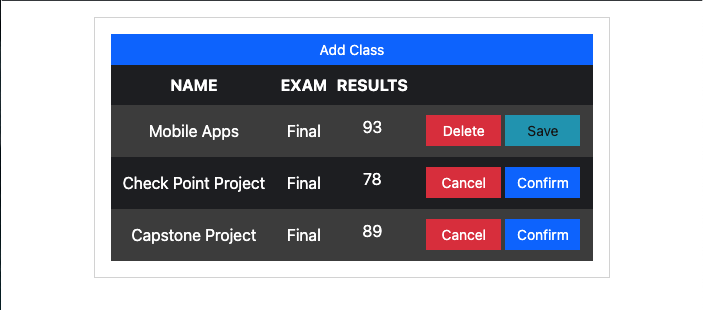 Add Class
NAME EXAM RESULTS
Mobile Apps Final 93 Delete Save
Check Point Project Final 78 Cancel Confirm
Capstone Project Final 89 Cancel Confirm